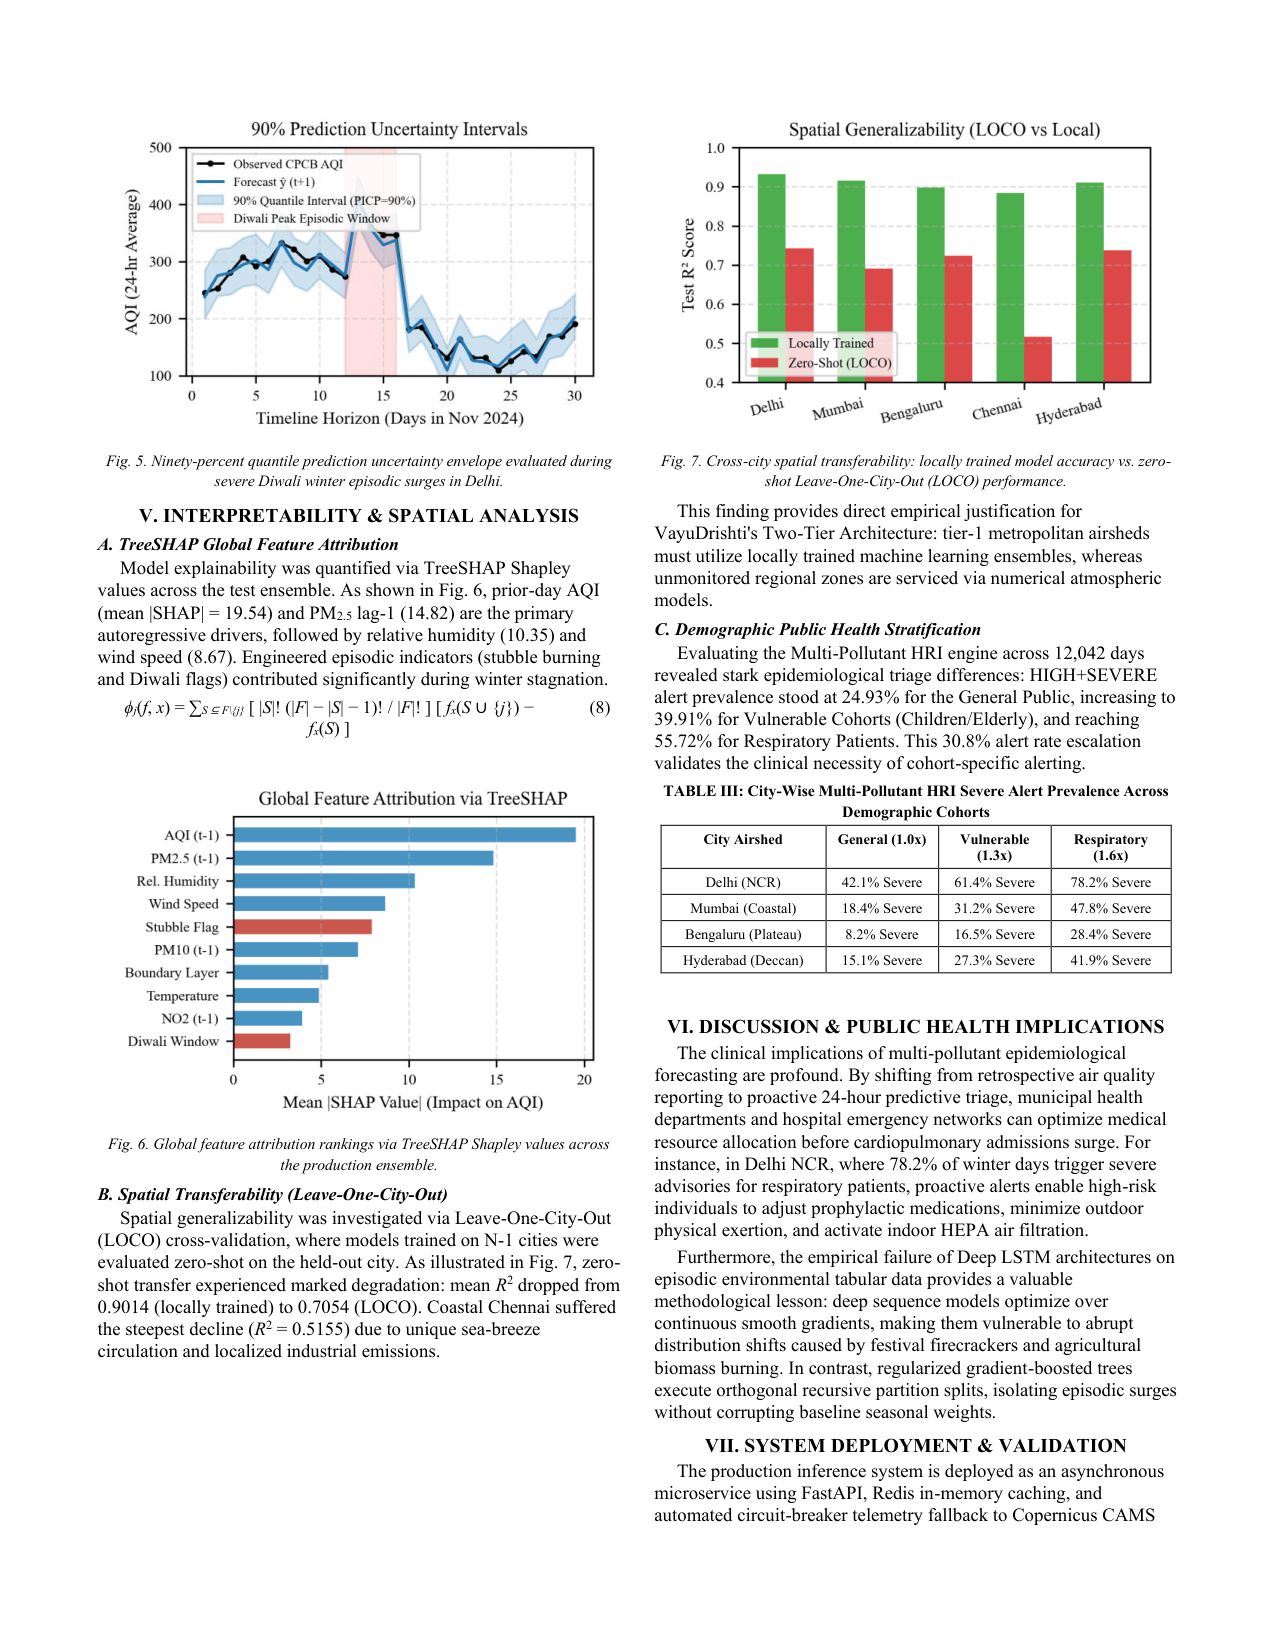 90% Prediction Uncertainty Intervals
500
400
300
200
100
AQI (24-hr Average)
Observed CPCB AQI
Forecast ŷ (t+1)
90% Quantile Interval (PICP=90%)
Diwali Peak Episodic Window
0 5 10 15 20 25 30
Timeline Horizon (Days in Nov 2024)
Fig. 5. Ninety-percent quantile prediction uncertainty envelope evaluated during
severe Diwali winter episodic surges in Delhi.
V. INTERPRETABILITY & SPATIAL ANALYSIS
A. TreeSHAP Global Feature Attribution
Model explainability was quantified via TreeSHAP Shapley
values across the test ensemble. As shown in Fig. 6, prior-day AQI
(mean |SHAP| = 19.54) and PM₂.₅ lag-1 (14.82) are the primary
autoregressive drivers, followed by relative humidity (10.35) and
wind speed (8.67). Engineered episodic indicators (stubble burning
and Diwali flags) contributed significantly during winter stagnation.
ϕj(f, x) = ∑S ⊆ F\{j} [ |S|! (|F| − |S| − 1)! / |F|! ] [ fx(S ∪ {j}) − (8)
fx(S) ]
Global Feature Attribution via TreeSHAP
AQI (t-1)
PM2.5 (t-1)
Rel. Humidity
Wind Speed
Stubble Flag
PM10 (t-1)
Boundary Layer
Temperature
NO2 (t-1)
Diwali Window
0 5 10 15 20
Mean |SHAP Value| (Impact on AQI)
Fig. 6. Global feature attribution rankings via TreeSHAP Shapley values across
the production ensemble.
B. Spatial Transferability (Leave-One-City-Out)
Spatial generalizability was investigated via Leave-One-City-Out
(LOCO) cross-validation, where models trained on N-1 cities were
evaluated zero-shot on the held-out city. As illustrated in Fig. 7, zero-
shot transfer experienced marked degradation: mean R² dropped from
0.9014 (locally trained) to 0.7054 (LOCO). Coastal Chennai suffered
the steepest decline (R² = 0.5155) due to unique sea-breeze
circulation and localized industrial emissions.
Spatial Generalizability (LOCO vs Local)
1.0
0.9
0.8
0.7
0.6
0.5
0.4
Test R² Score
Locally Trained
Zero-Shot (LOCO)
Delhi Mumbai Bengaluru Chennai Hyderabad
Fig. 7. Cross-city spatial transferability: locally trained model accuracy vs. zero-
shot Leave-One-City-Out (LOCO) performance.
This finding provides direct empirical justification for
VayuDrishti's Two-Tier Architecture: tier-1 metropolitan airsheds
must utilize locally trained machine learning ensembles, whereas
unmonitored regional zones are serviced via numerical atmospheric
models.
C. Demographic Public Health Stratification
Evaluating the Multi-Pollutant HRI engine across 12,042 days
revealed stark epidemiological triage differences: HIGH+SEVERE
alert prevalence stood at 24.93% for the General Public, increasing to
39.91% for Vulnerable Cohorts (Children/Elderly), and reaching
55.72% for Respiratory Patients. This 30.8% alert rate escalation
validates the clinical necessity of cohort-specific alerting.
TABLE III: City-Wise Multi-Pollutant HRI Severe Alert Prevalence Across
Demographic Cohorts
City Airshed General (1.0x) Vulnerable (1.3x) Respiratory (1.6x)
Delhi (NCR) 42.1% Severe 61.4% Severe 78.2% Severe
Mumbai (Coastal) 18.4% Severe 31.2% Severe 47.8% Severe
Bengaluru (Plateau) 8.2% Severe 16.5% Severe 28.4% Severe
Hyderabad (Deccan) 15.1% Severe 27.3% Severe 41.9% Severe
VI. DISCUSSION & PUBLIC HEALTH IMPLICATIONS
The clinical implications of multi-pollutant epidemiological
forecasting are profound. By shifting from retrospective air quality
reporting to proactive 24-hour predictive triage, municipal health
departments and hospital emergency networks can optimize medical
resource allocation before cardiopulmonary admissions surge. For
instance, in Delhi NCR, where 78.2% of winter days trigger severe
advisories for respiratory patients, proactive alerts enable high-risk
individuals to adjust prophylactic medications, minimize outdoor
physical exertion, and activate indoor HEPA air filtration.
Furthermore, the empirical failure of Deep LSTM architectures on
episodic environmental tabular data provides a valuable
methodological lesson: deep sequence models optimize over
continuous smooth gradients, making them vulnerable to abrupt
distribution shifts caused by festival firecrackers and agricultural
biomass burning. In contrast, regularized gradient-boosted trees
execute orthogonal recursive partition splits, isolating episodic surges
without corrupting baseline seasonal weights.
VII. SYSTEM DEPLOYMENT & VALIDATION
The production inference system is deployed as an asynchronous
microservice using FastAPI, Redis in-memory caching, and
automated circuit-breaker telemetry fallback to Copernicus CAMS